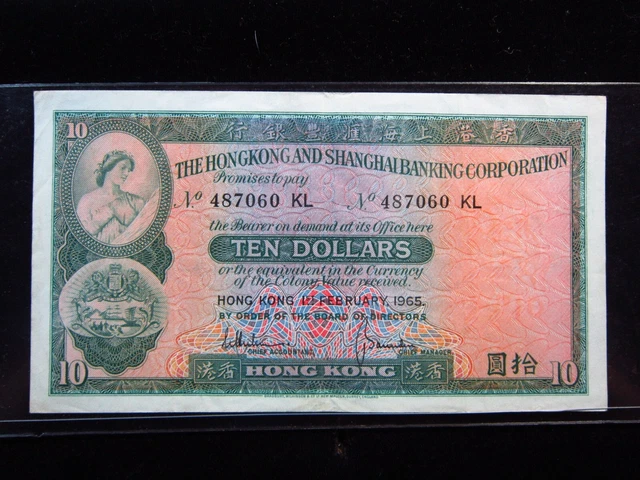 10 行銀豐滙海上港香
THE HONGKONG AND SHANGHAI BANKING CORPORATION
Promises to pay
No 487060 KL No 487060 KL
the Bearer on demand at its Office here
TEN DOLLARS
or the equivalent in the Currency
of the Colony, Value received.
HONG KONG 1ST FEBRUARY, 1965.
BY ORDER OF THE BOARD OF DIRECTORS
CHIEF ACCOUNTANT. CHIEF MANAGER.
圓拾
10 港香 HONG KONG 港香 10